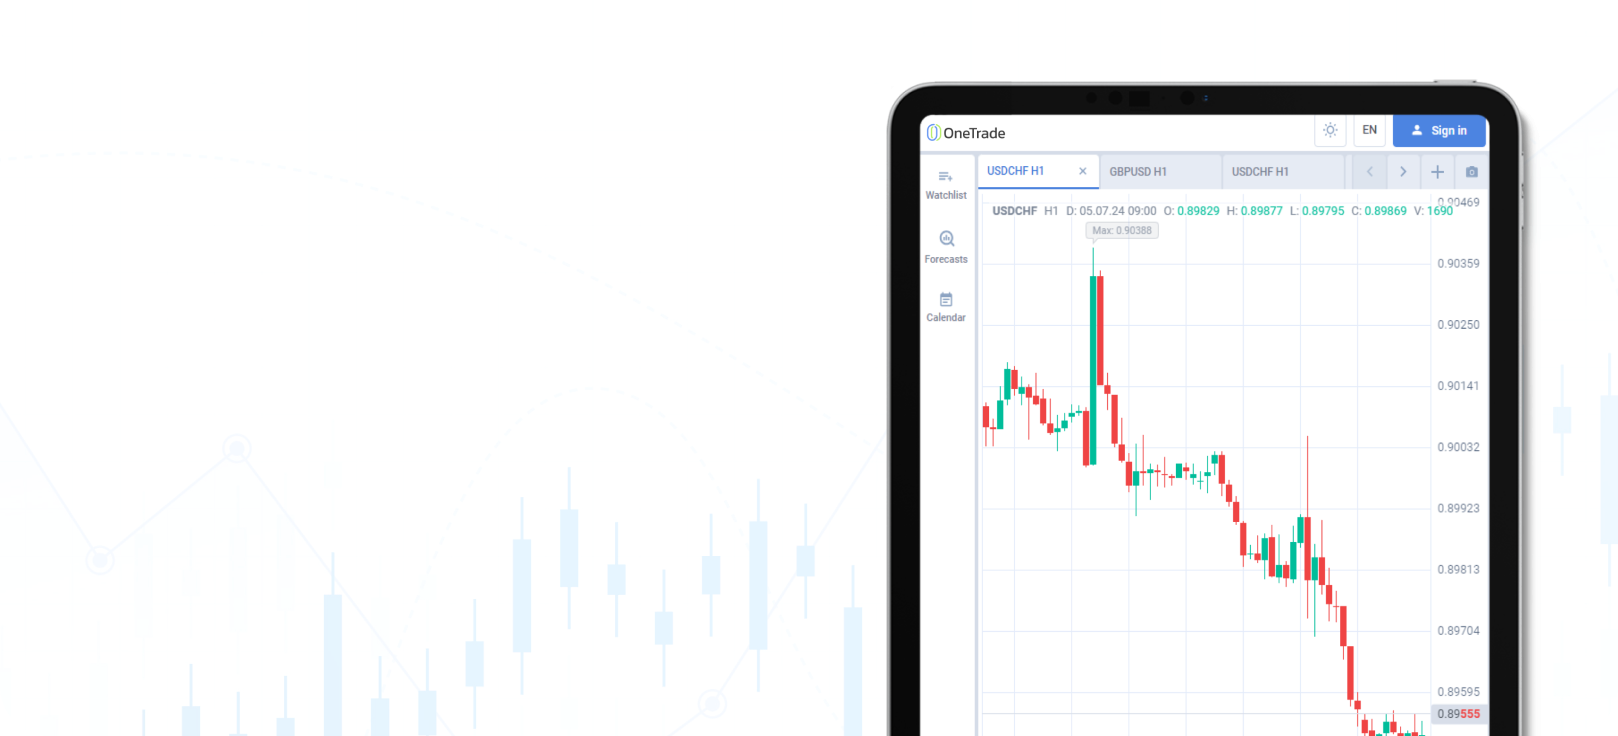 OneTrade
EN
Sign in
USDCHF H1
GBPUSD H1
USDCHF H1
Watchlist
Forecasts
Calendar
USDCHF H1 D: 05.07.24 09:00 O: 0.89829 H: 0.89877 L: 0.89795 C: 0.89869 V: 1690
Max: 0.90388
0.90469
0.90359
0.90250
0.90141
0.90032
0.89923
0.89813
0.89704
0.89595
0.89555